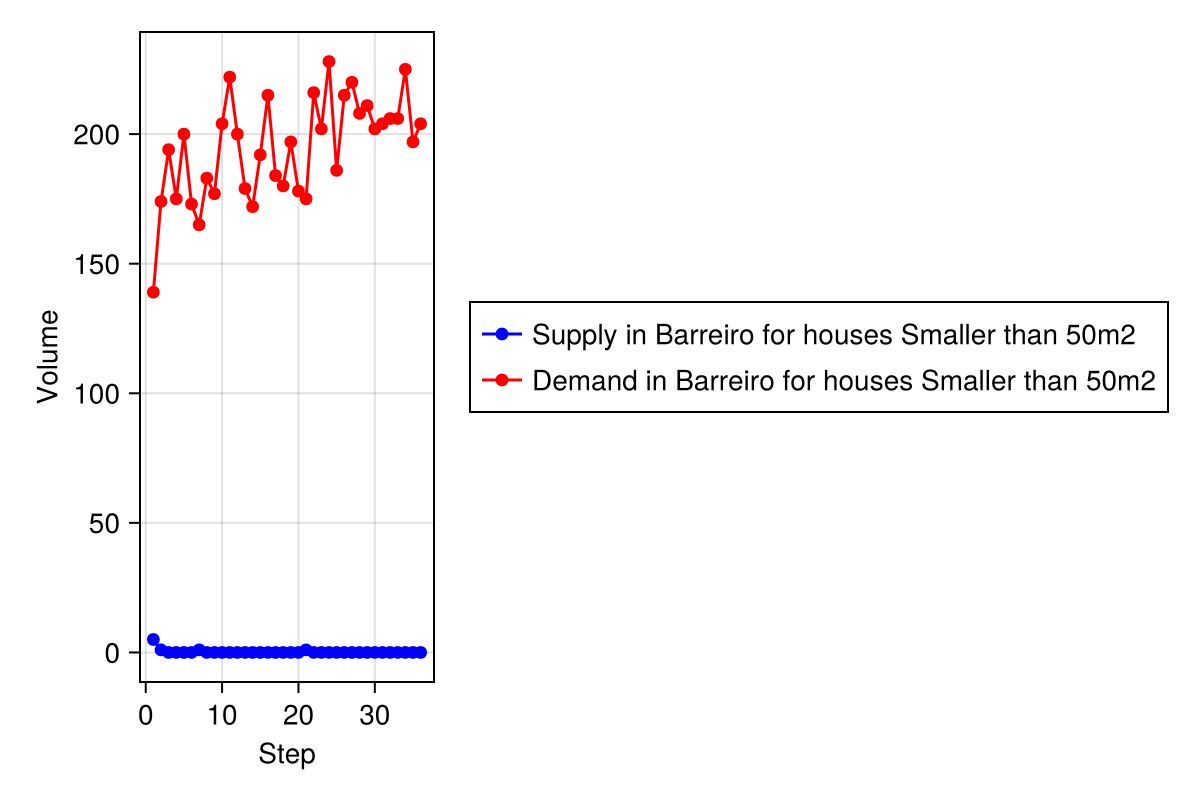 Volume
200
150
100
50
0
0 10 20 30
Step
Supply in Barreiro for houses Smaller than 50m2
Demand in Barreiro for houses Smaller than 50m2